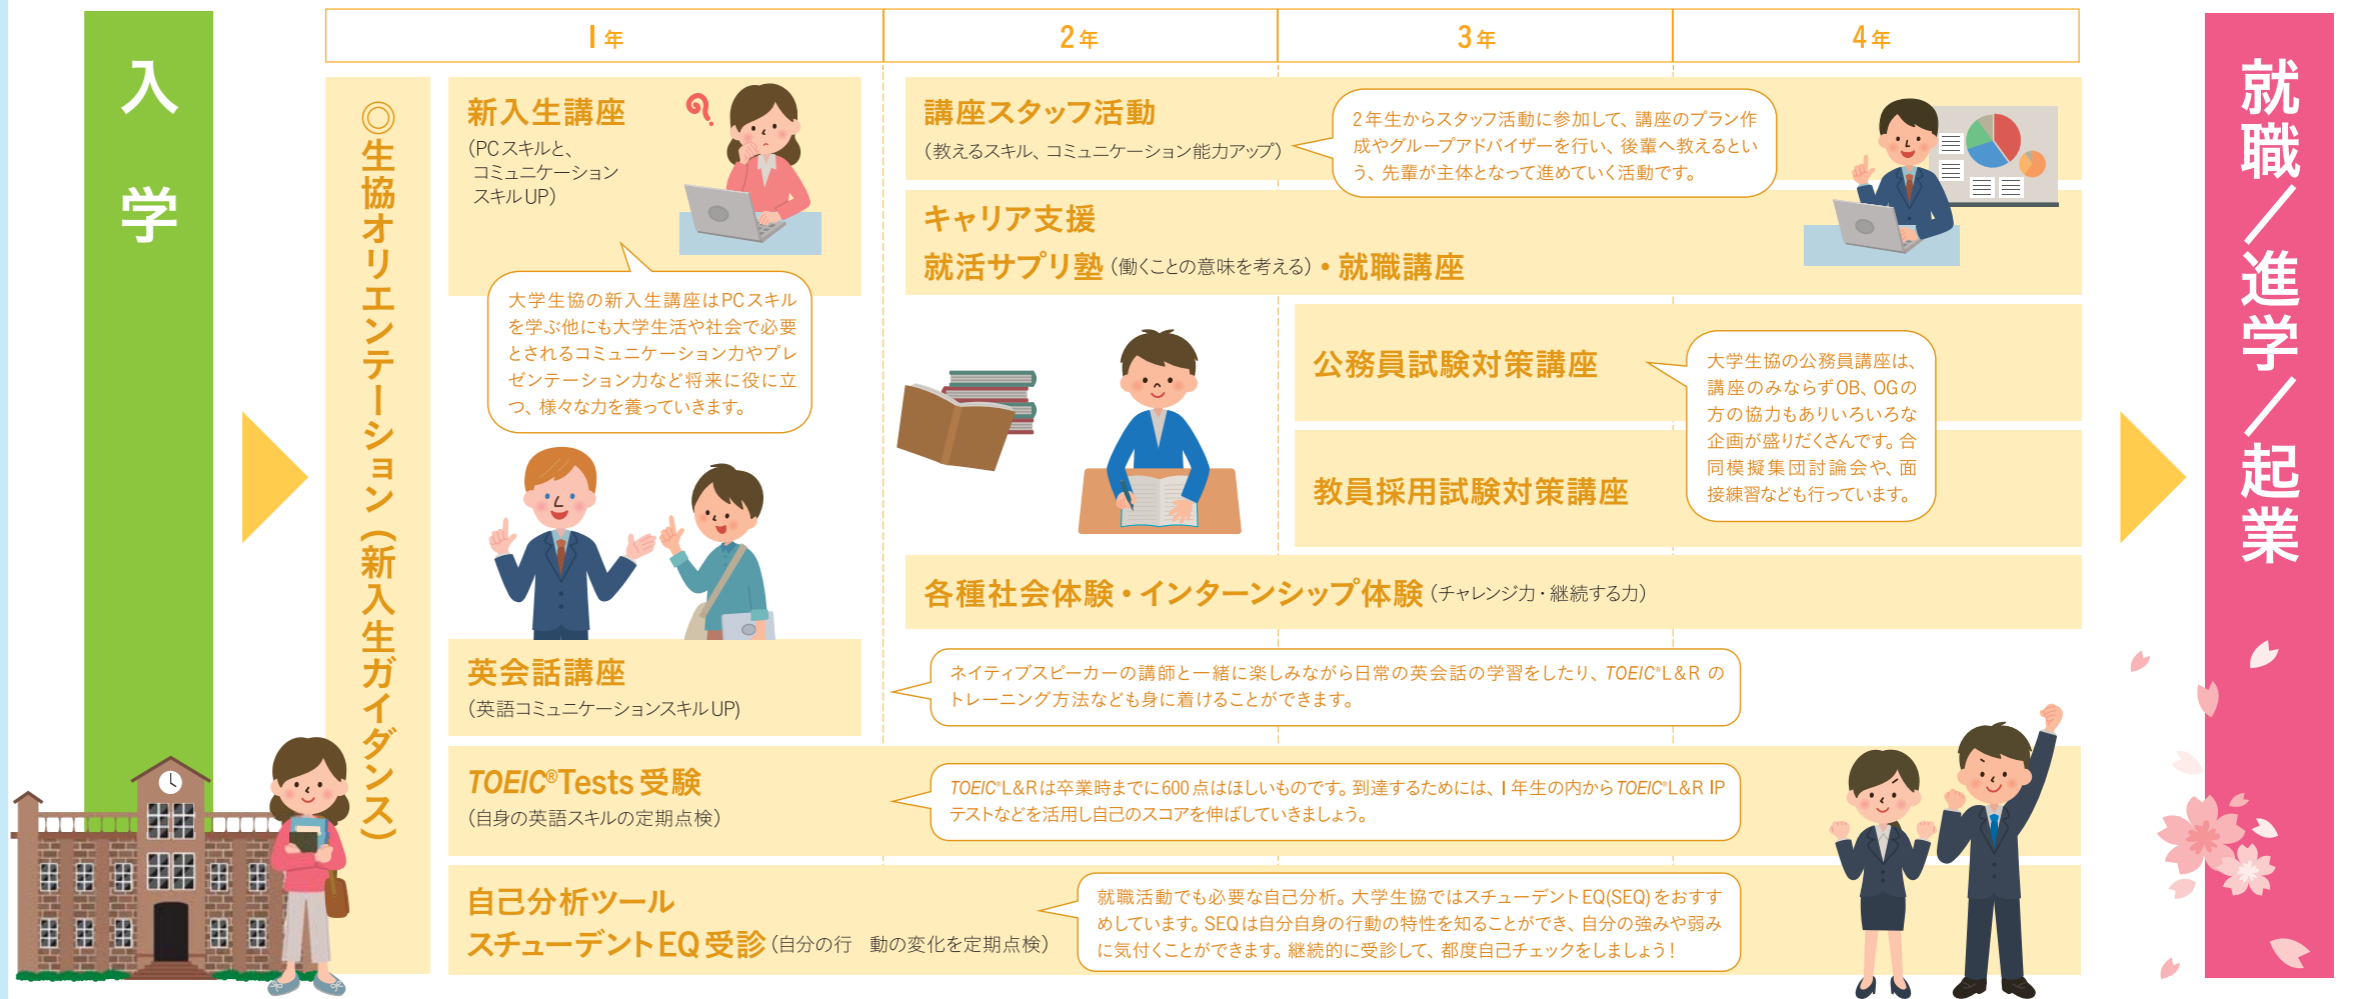 入学
1年
2年
3年
4年
◎生協オリエンテーション（新入生ガイダンス）
新入生講座
（PCスキルと、
コミュニケーション
スキルUP）
大学生協の新入生講座はPCスキル
を学ぶ他にも大学生活や社会で必要
とされるコミュニケーション力やプレ
ゼンテーション力など将来に役に立
つ、様々な力を養っていきます。
講座スタッフ活動
（教えるスキル、コミュニケーション能力アップ）
2年生からスタッフ活動に参加して、講座のプラン作
成やグループアドバイザーを行い、後輩へ教えるとい
う、先輩が主体となって進めていく活動です。
キャリア支援
就活サプリ塾（働くことの意味を考える）・就職講座
公務員試験対策講座
大学生協の公務員講座は、
講座のみならずOB、OGの
方の協力もありいろいろな
企画が盛りだくさんです。合
同模擬集団討論会や、面
接練習なども行っています。
教員採用試験対策講座
各種社会体験・インターンシップ体験（チャレンジ力・継続する力）
英会話講座
（英語コミュニケーションスキルUP）
ネイティブスピーカーの講師と一緒に楽しみながら日常の英会話の学習をしたり、TOEIC®L&R の
トレーニング方法なども身に着けることができます。
TOEIC®Tests 受験
（自身の英語スキルの定期点検）
TOEIC®L&Rは卒業時までに600点はほしいものです。到達するためには、1年生の内からTOEIC®L&R IP
テストなどを活用し自己のスコアを伸ばしていきましょう。
自己分析ツール
スチューデントEQ受診（自分の行　動の変化を定期点検）
就職活動でも必要な自己分析。大学生協ではスチューデントEQ(SEQ)をおすす
めしています。SEQは自分自身の行動の特性を知ることができ、自分の強みや弱み
に気付くことができます。継続的に受診して、都度自己チェックをしましょう！
就職／進学／起業